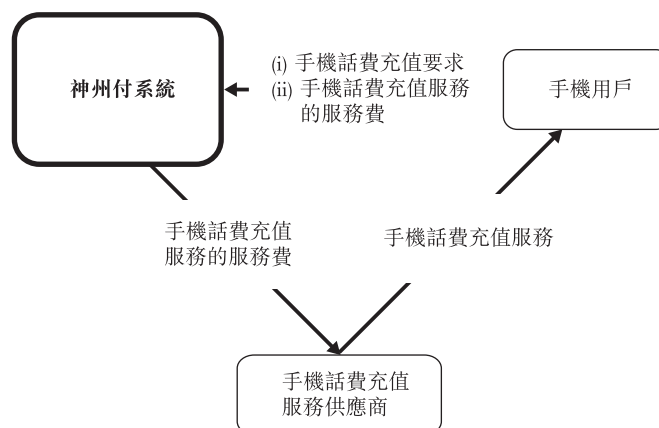 神州付系統
(i) 手機話費充值要求
(ii) 手機話費充值服務
的服務費
手機用戶
手機話費充值
服務的服務費
手機話費充值服務
手機話費充值
服務供應商